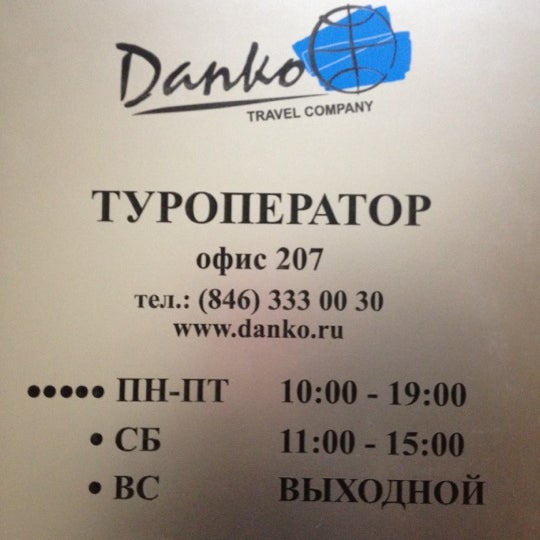 Danko
TRAVEL COMPANY
ТУРОПЕРАТОР
офис 207
тел.: (846) 333 00 30
www.danko.ru
••••• ПН-ПТ 10:00 - 19:00
• СБ 11:00 - 15:00
• ВС ВЫХОДНОЙ